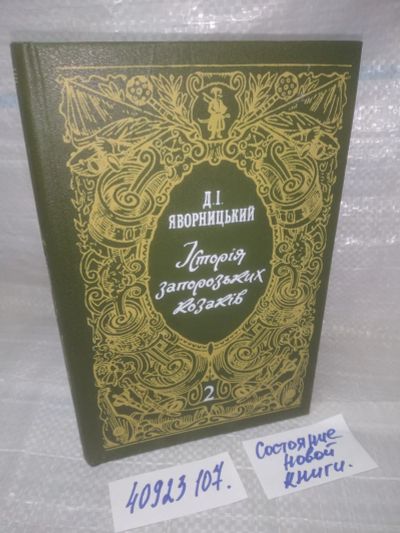 Д.І.
ЯВОРНИЦЬКИЙ
Історія
запорозьких
козаків
2
40923107.
Состояние
новой
книги.